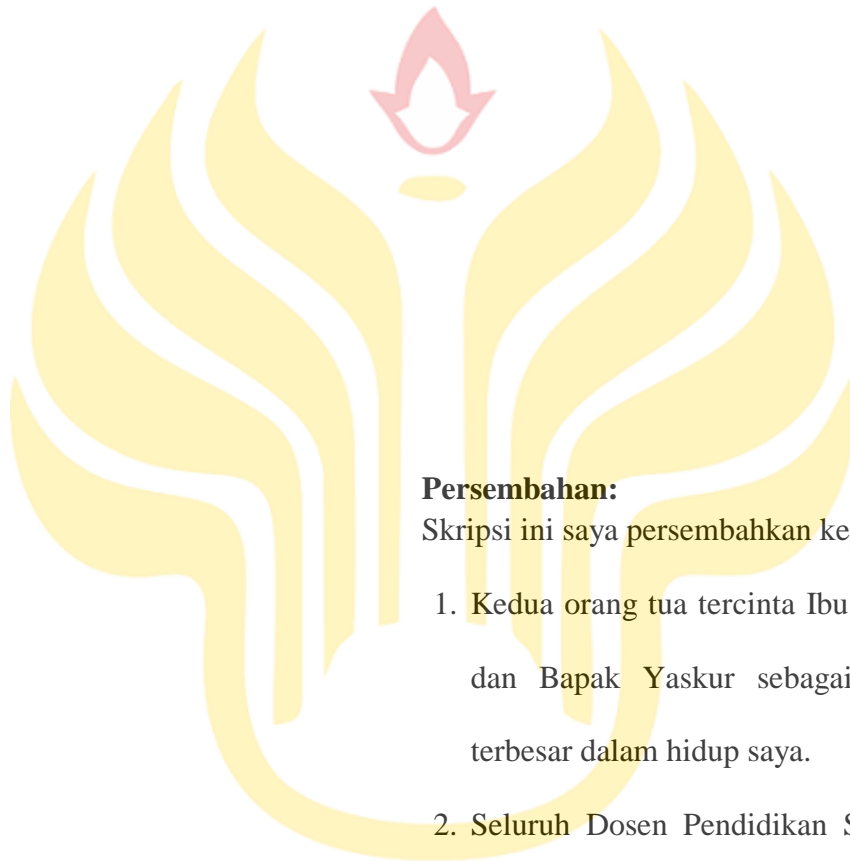 Persembahan:
Skripsi ini saya persembahkan ke
1. Kedua orang tua tercinta Ibu
dan Bapak Yaskur sebagai
terbesar dalam hidup saya.
2. Seluruh Dosen Pendidikan S